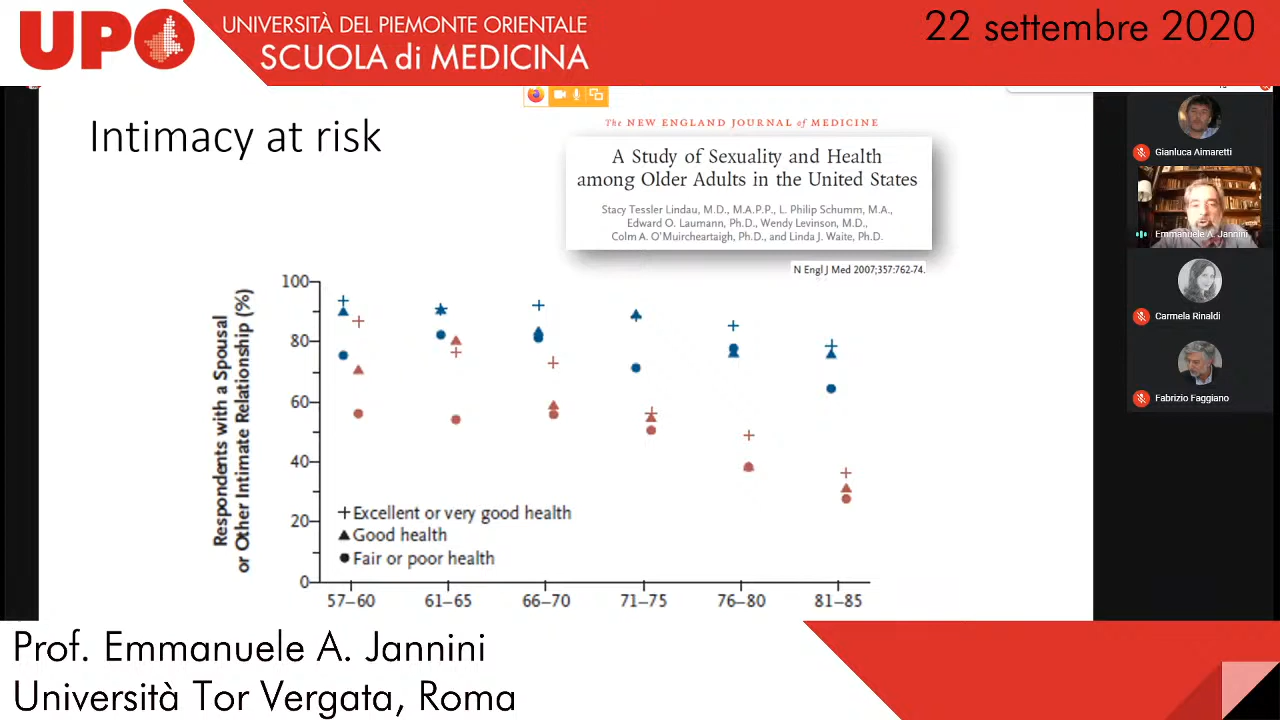 UPO
UNIVERSITÀ DEL PIEMONTE ORIENTALE
SCUOLA di MEDICINA
22 settembre 2020
Intimacy at risk
The NEW ENGLAND JOURNAL of MEDICINE
A Study of Sexuality and Health
among Older Adults in the United States
Stacy Tessler Lindau, M.D., M.A.P.P., L. Philip Schumm, M.A.,
Edward O. Laumann, Ph.D., Wendy Levinson, M.D.,
Colm A. O'Muircheartaigh, Ph.D., and Linda J. Waite, Ph.D.
N Engl J Med 2007;357:762-74.
Respondents with a Spousal
or Other Intimate Relationship (%)
100
80
60
40
20
0
Excellent or very good health
Good health
Fair or poor health
57–60 61–65 66–70 71–75 76–80 81–85
Gianluca Aimaretti
Emmanuele A. Jannini
Carmela Rinaldi
Fabrizio Faggiano
Prof. Emmanuele A. Jannini
Università Tor Vergata, Roma